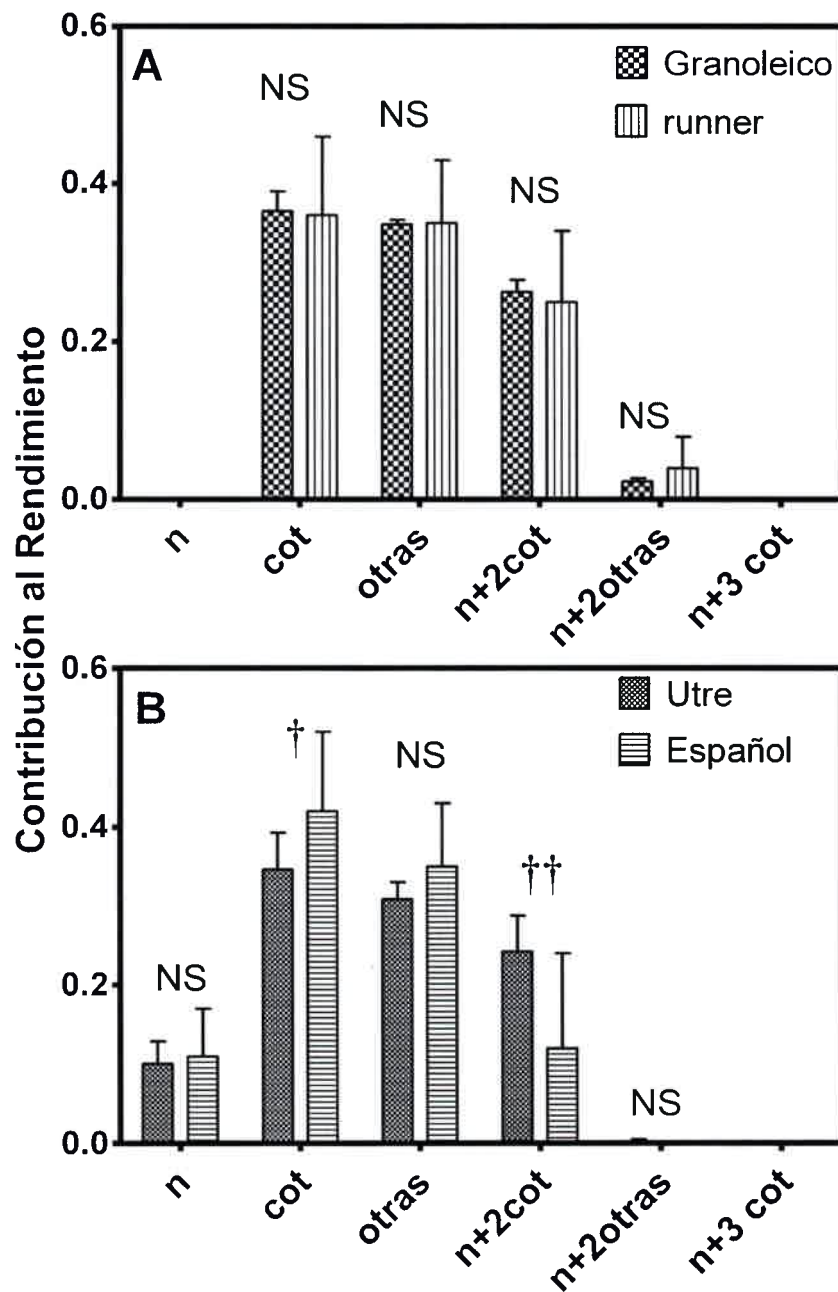 Contribución al Rendimiento
A
Granoleico
runner
0.6
0.4
0.2
0.0
NS
NS
NS
NS
n
cot
otras
n+2cot
n+2otras
n+3 cot
B
Utre
Español
0.6
0.4
0.2
0.0
NS
†
NS
††
NS
n
cot
otras
n+2cot
n+2otras
n+3 cot